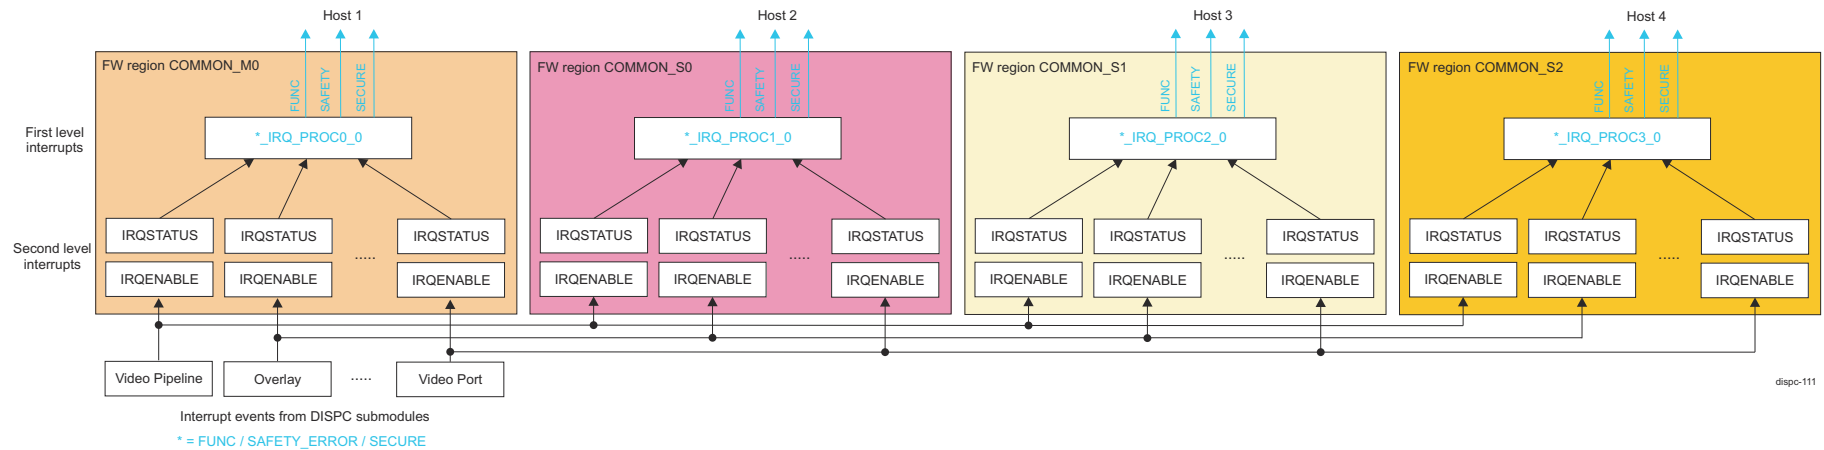 Host 1
Host 2
Host 3
Host 4
FW region COMMON_M0
FW region COMMON_S0
FW region COMMON_S1
FW region COMMON_S2
FUNC
SAFETY
SECURE
FUNC
SAFETY
SECURE
FUNC
SAFETY
SECURE
FUNC
SAFETY
SECURE
First level
interrupts
*_IRQ_PROC0_0
*_IRQ_PROC1_0
*_IRQ_PROC2_0
*_IRQ_PROC3_0
Second level
interrupts
IRQSTATUS
IRQSTATUS
IRQSTATUS
IRQSTATUS
IRQSTATUS
IRQSTATUS
IRQSTATUS
IRQSTATUS
IRQSTATUS
IRQSTATUS
IRQSTATUS
IRQSTATUS
.....
.....
.....
.....
IRQENABLE
IRQENABLE
IRQENABLE
IRQENABLE
IRQENABLE
IRQENABLE
IRQENABLE
IRQENABLE
IRQENABLE
IRQENABLE
IRQENABLE
IRQENABLE
Video Pipeline
Overlay
.....
Video Port
dispc-111
Interrupt events from DISPC submodules
* = FUNC / SAFETY_ERROR / SECURE